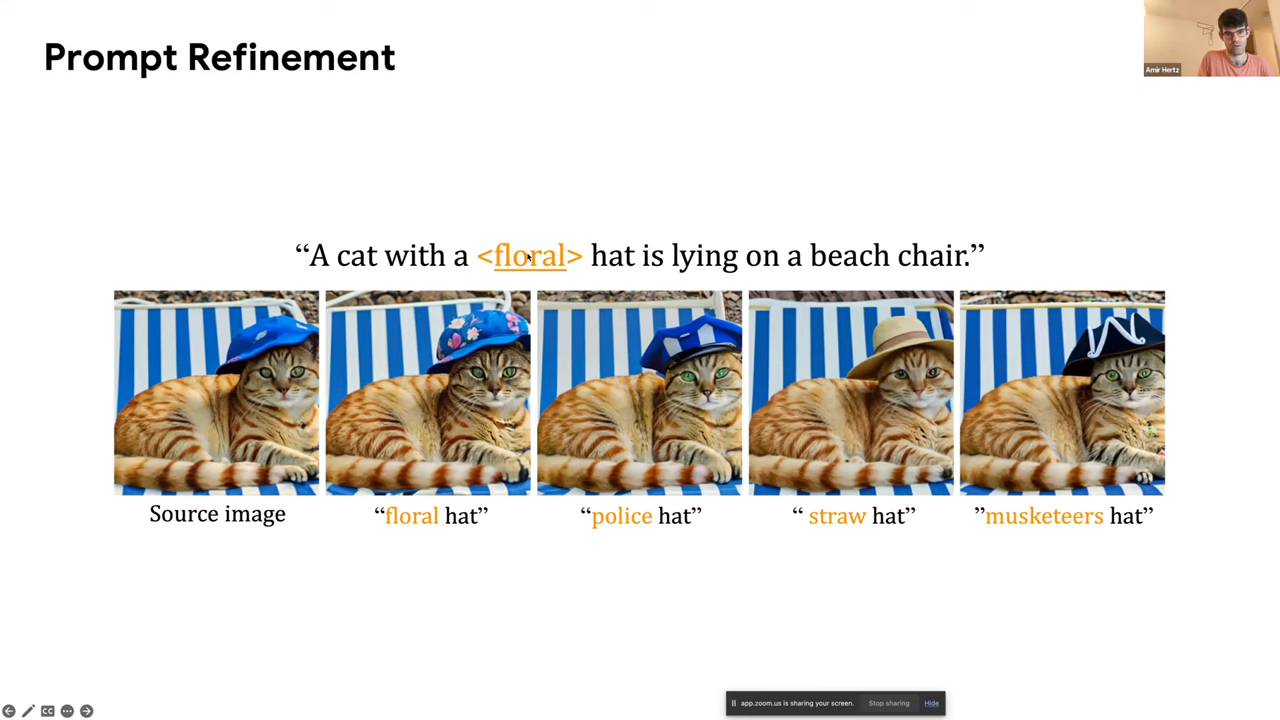 Prompt Refinement
Amir Hertz
“A cat with a <floral> hat is lying on a beach chair.”
Source image
“floral hat”
“police hat”
“ straw hat”
”musketeers hat”
CC
app.zoom.us is sharing your screen.
Stop sharing
Hide